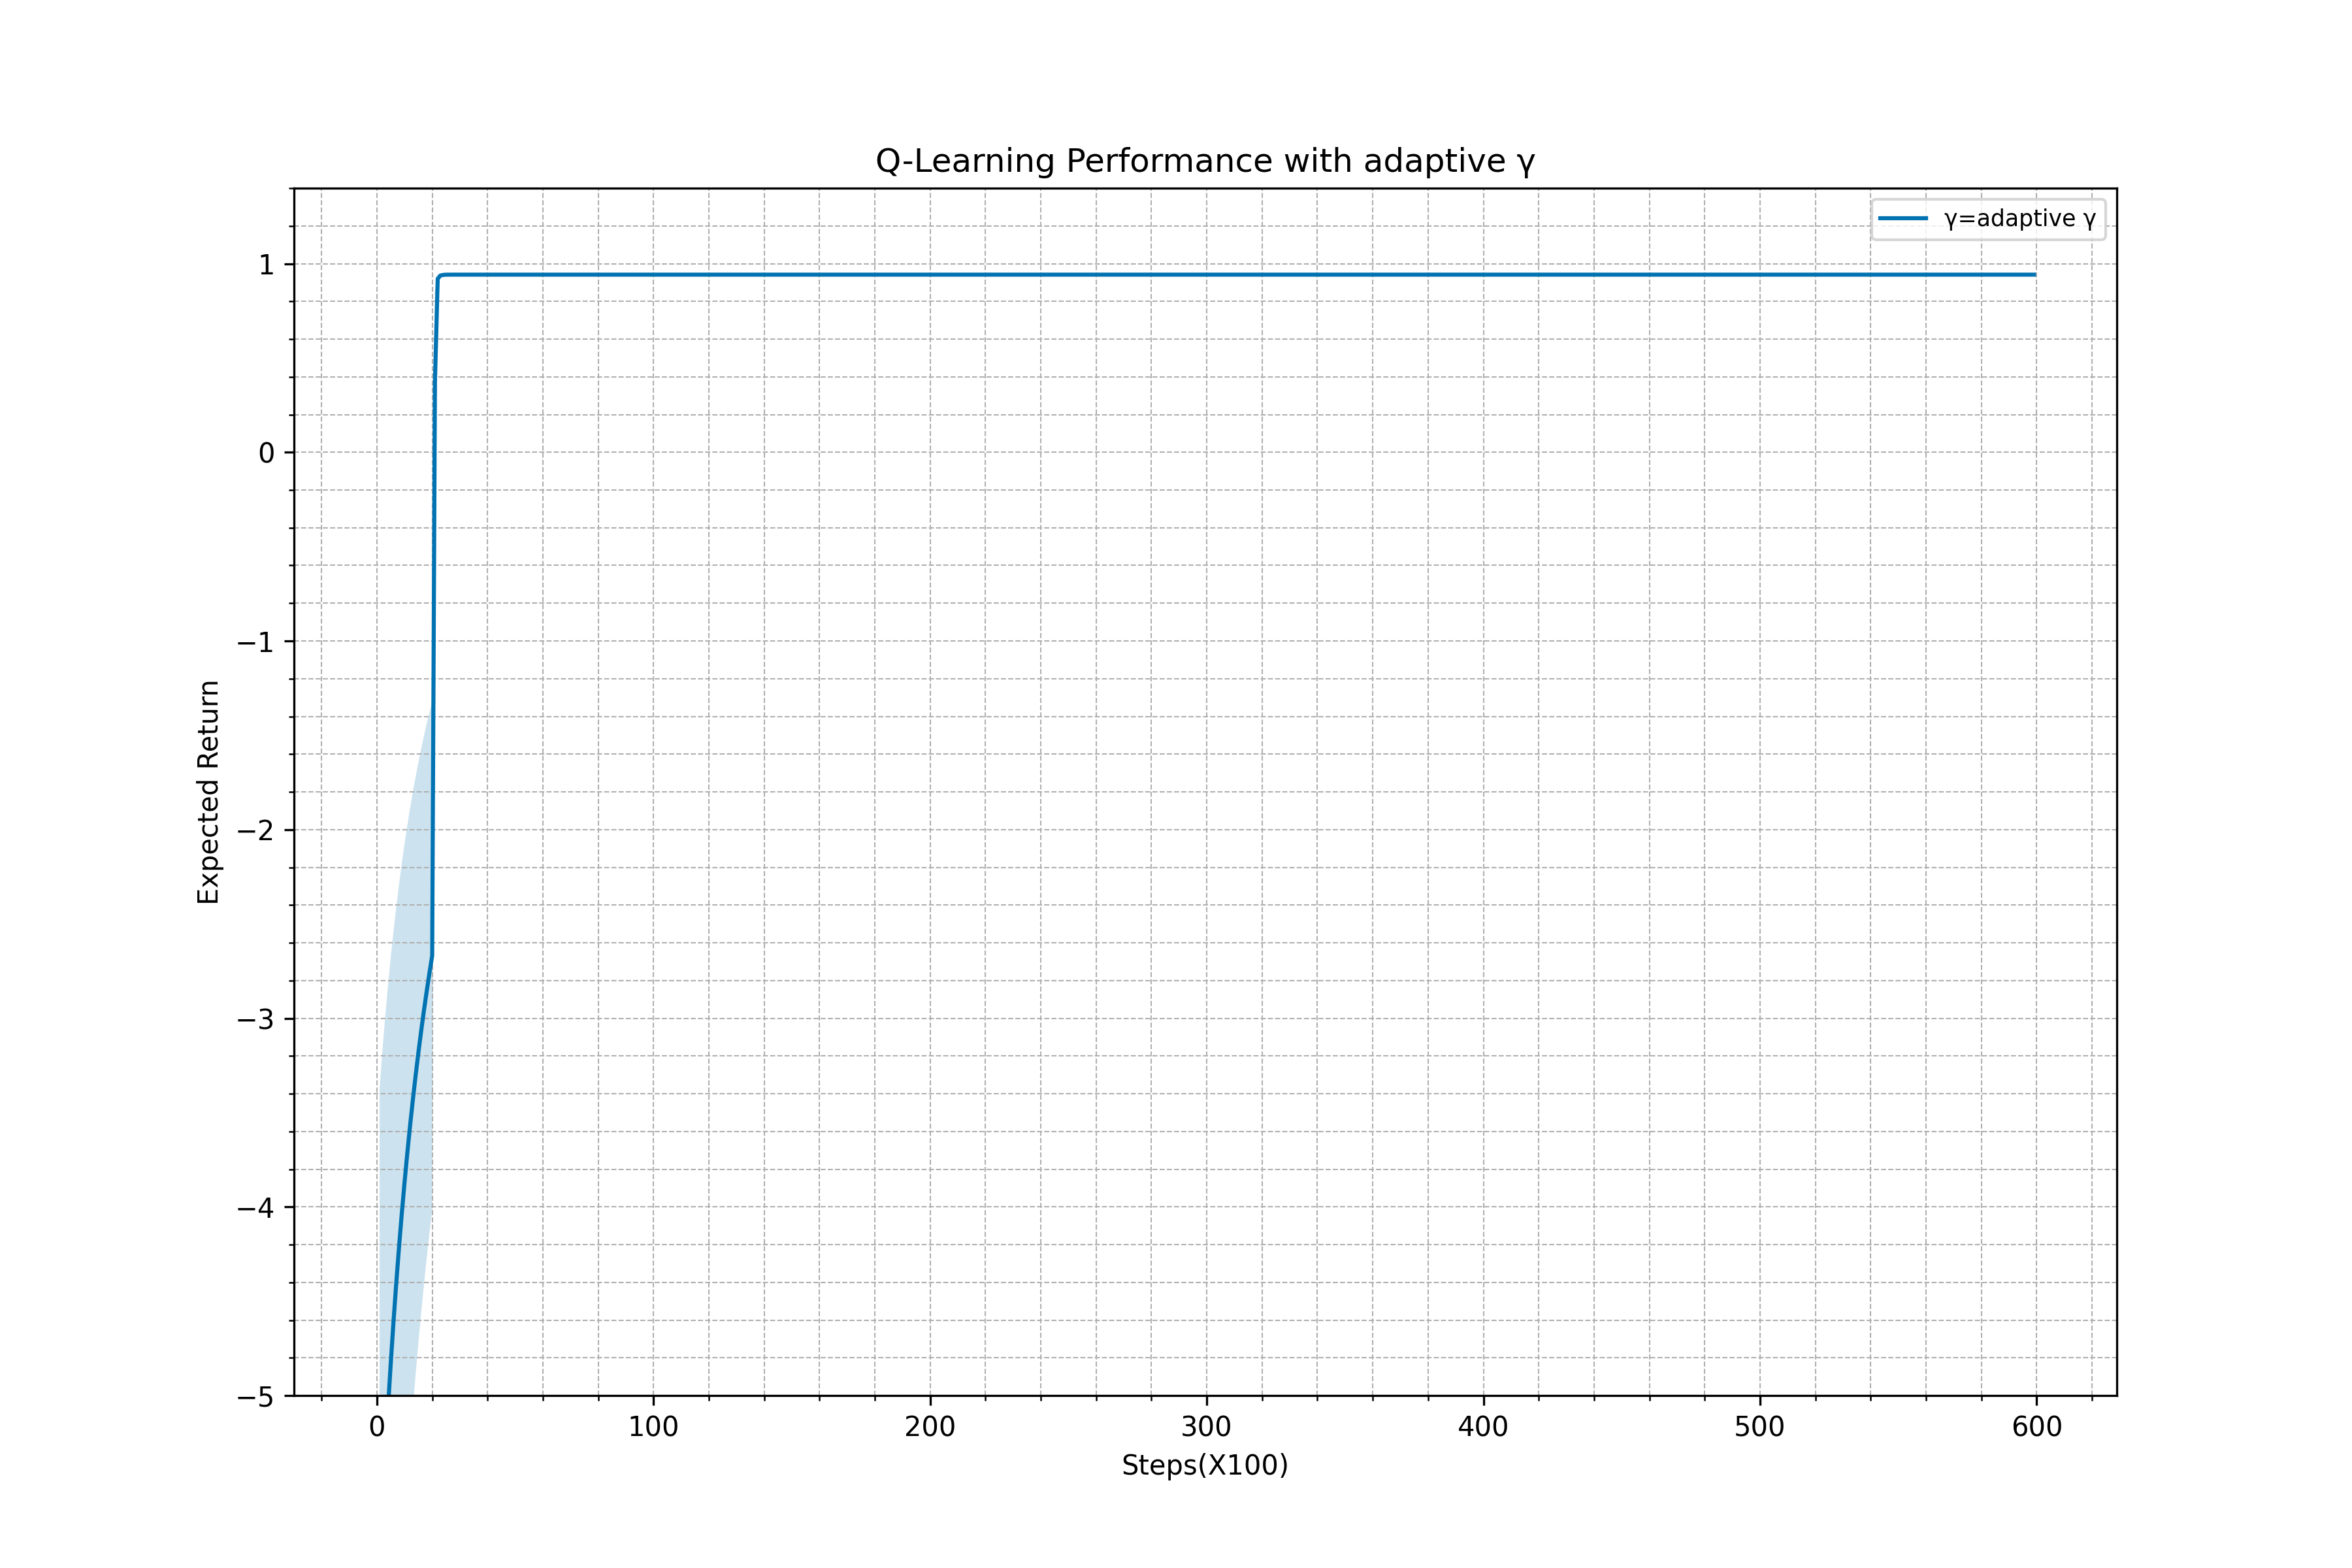 Q-Learning Performance with adaptive γ
γ=adaptive γ
1
0
−1
−2
−3
−4
−5
Expected Return
0 100 200 300 400 500 600
Steps(X100)